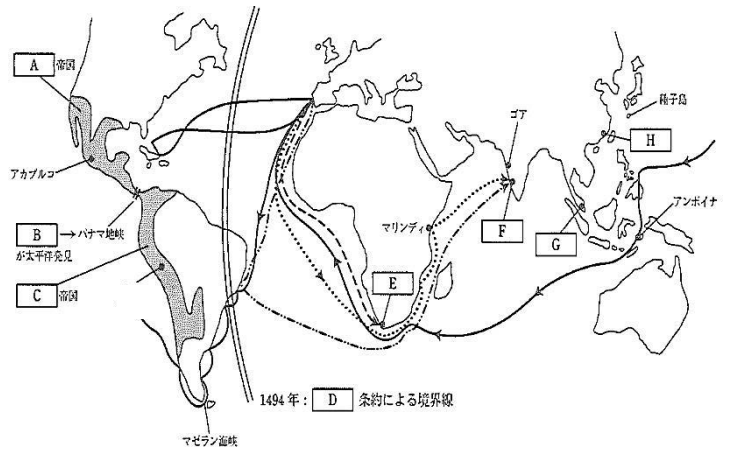 A 帝国
種子島
ゴア
H
アカプルコ
マリンディ
アンボイナ
B →パナマ地峡
が太平洋発見
F
G
C 帝国
E
1494年: D 条約による境界線
マゼラン海峡